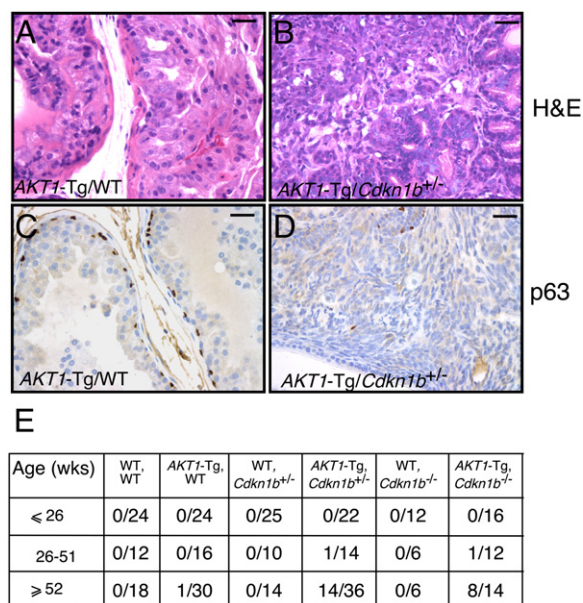 A
AKT1-Tg/WT
B
AKT1-Tg/Cdkn1b+/-
H&E
C
AKT1-Tg/WT
D
AKT1-Tg/Cdkn1b+/-
p63
E
Age (wks) WT, WT AKT1-Tg, WT WT, Cdkn1b+/- AKT1-Tg, Cdkn1b+/- WT, Cdkn1b-/- AKT1-Tg, Cdkn1b-/-
⩽ 26 0/24 0/24 0/25 0/22 0/12 0/16
26-51 0/12 0/16 0/10 1/14 0/6 1/12
⩾ 52 0/18 1/30 0/14 14/36 0/6 8/14